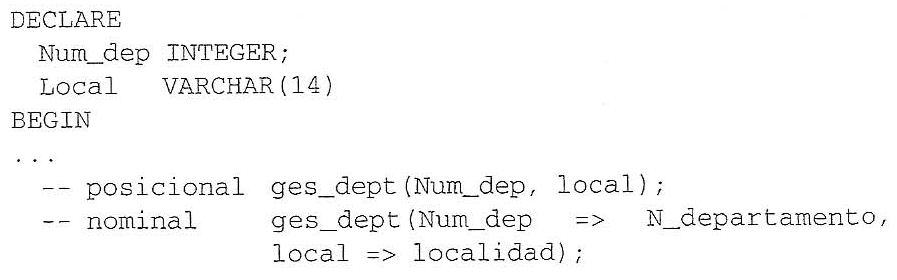 DECLARE
Num_dep INTEGER;
Local VARCHAR(14)
BEGIN
...
-- posicional ges_dept(Num_dep, local);
-- nominal ges_dept(Num_dep => N_departamento,
local => localidad);